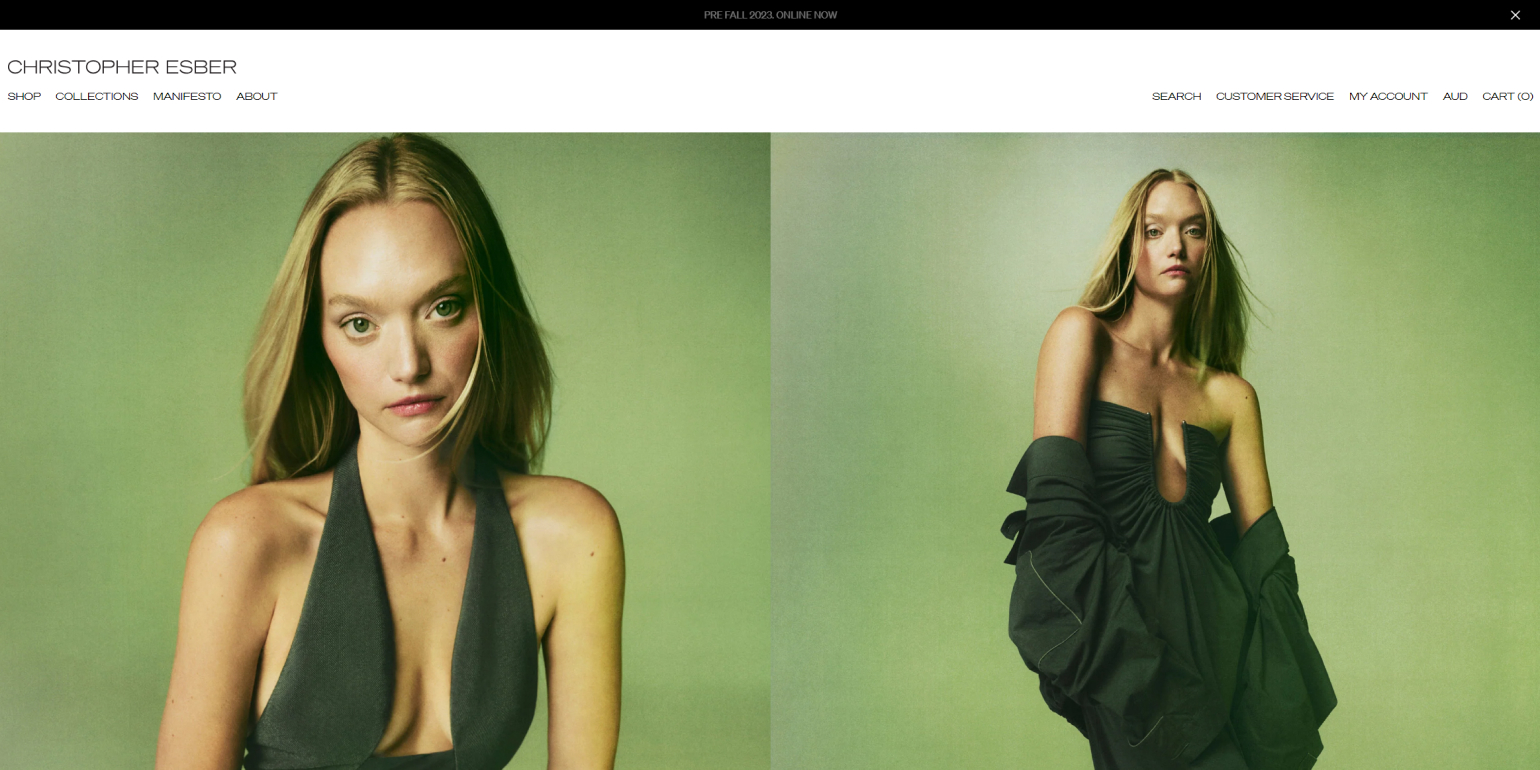 PRE FALL 2023. ONLINE NOW
CHRISTOPHER ESBER
SHOP COLLECTIONS MANIFESTO ABOUT
SEARCH CUSTOMER SERVICE MY ACCOUNT AUD CART (0)